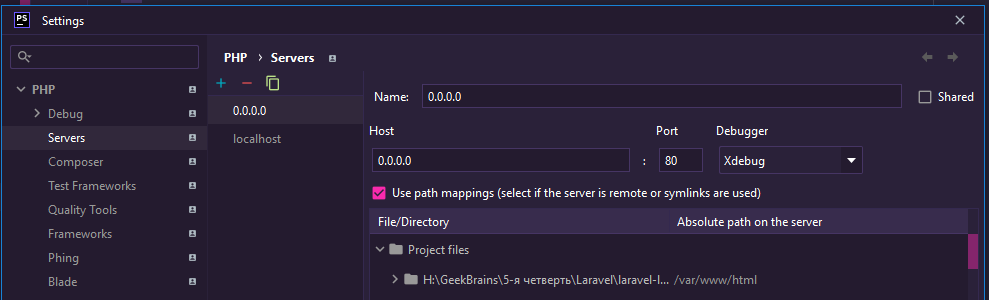 PS Settings
PHP › Servers
PHP
Debug
Servers
Composer
Test Frameworks
Quality Tools
Frameworks
Phing
Blade
0.0.0.0
localhost
Name: 0.0.0.0 Shared
Host Port Debugger
0.0.0.0 : 80 Xdebug
Use path mappings (select if the server is remote or symlinks are used)
File/Directory Absolute path on the server
Project files
H:\GeekBrains\5-я четверть\Laravel\laravel-l... /var/www/html